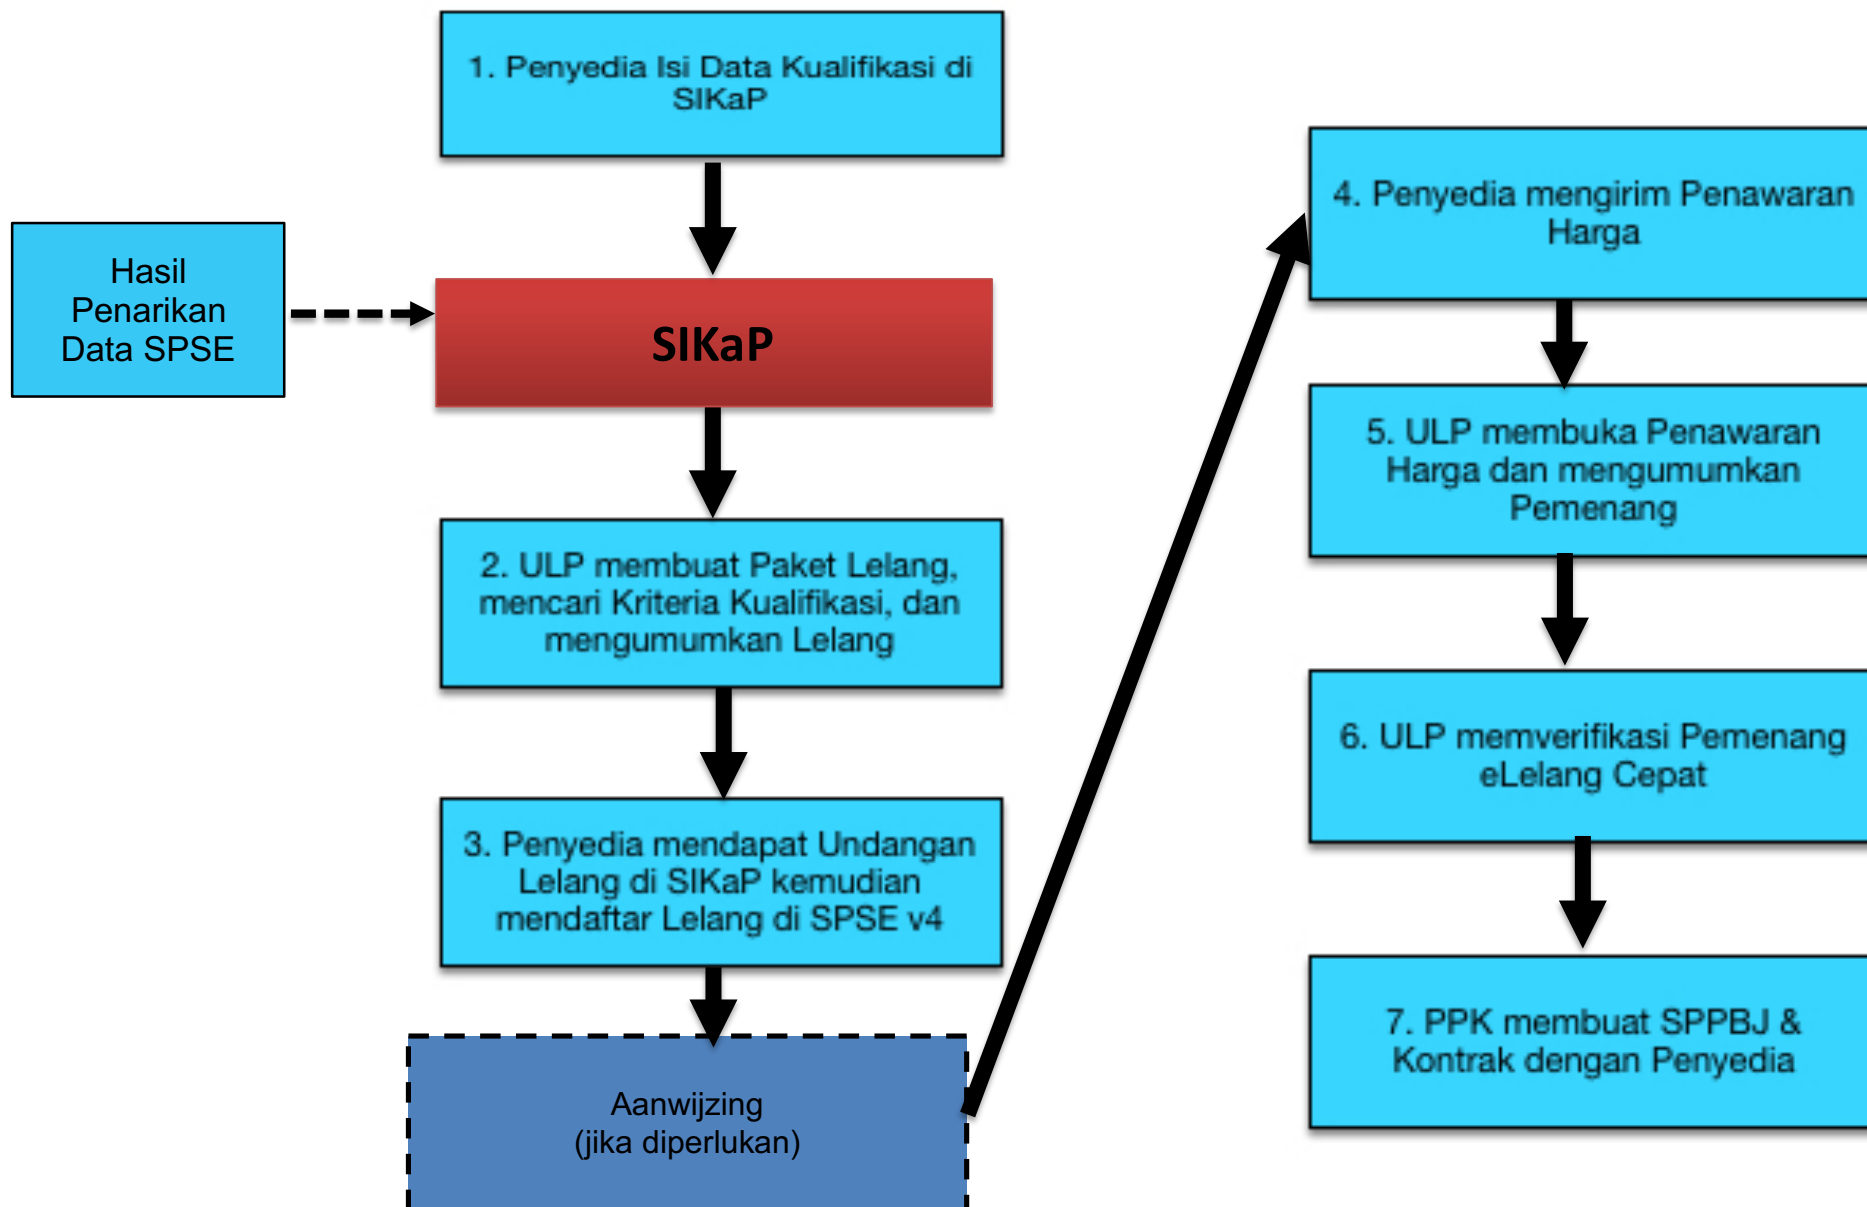 1. Penyedia Isi Data Kualifikasi di
SIKaP
Hasil
Penarikan
Data SPSE
SIKaP
2. ULP membuat Paket Lelang,
mencari Kriteria Kualifikasi, dan
mengumumkan Lelang
3. Penyedia mendapat Undangan
Lelang di SIKaP kemudian
mendaftar Lelang di SPSE v4
Aanwijzing
(jika diperlukan)
4. Penyedia mengirim Penawaran
Harga
5. ULP membuka Penawaran
Harga dan mengumumkan
Pemenang
6. ULP memverifikasi Pemenang
eLelang Cepat
7. PPK membuat SPPBJ &
Kontrak dengan Penyedia